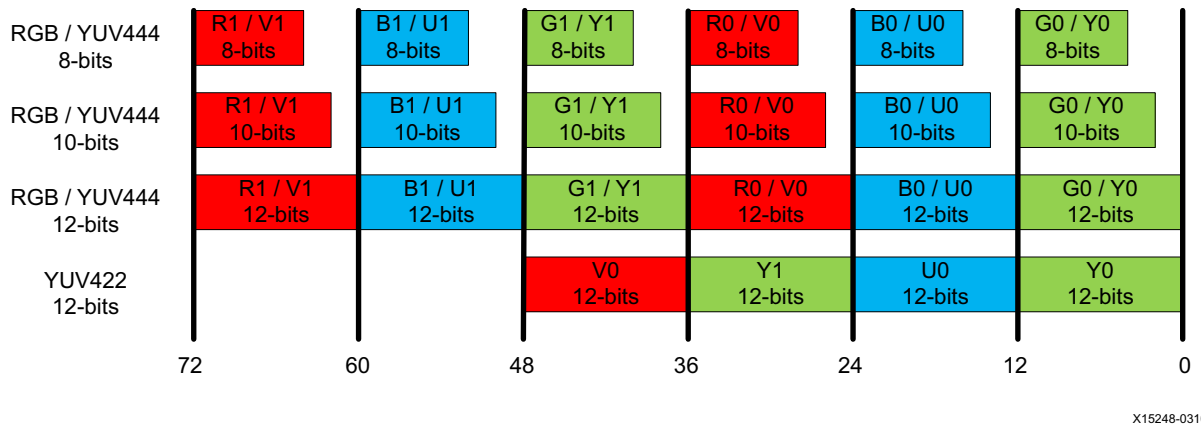 RGB / YUV444
8-bits
R1 / V1
8-bits
B1 / U1
8-bits
G1 / Y1
8-bits
R0 / V0
8-bits
B0 / U0
8-bits
G0 / Y0
8-bits
RGB / YUV444
10-bits
R1 / V1
10-bits
B1 / U1
10-bits
G1 / Y1
10-bits
R0 / V0
10-bits
B0 / U0
10-bits
G0 / Y0
10-bits
RGB / YUV444
12-bits
R1 / V1
12-bits
B1 / U1
12-bits
G1 / Y1
12-bits
R0 / V0
12-bits
B0 / U0
12-bits
G0 / Y0
12-bits
YUV422
12-bits
V0
12-bits
Y1
12-bits
U0
12-bits
Y0
12-bits
72 60 48 36 24 12 0